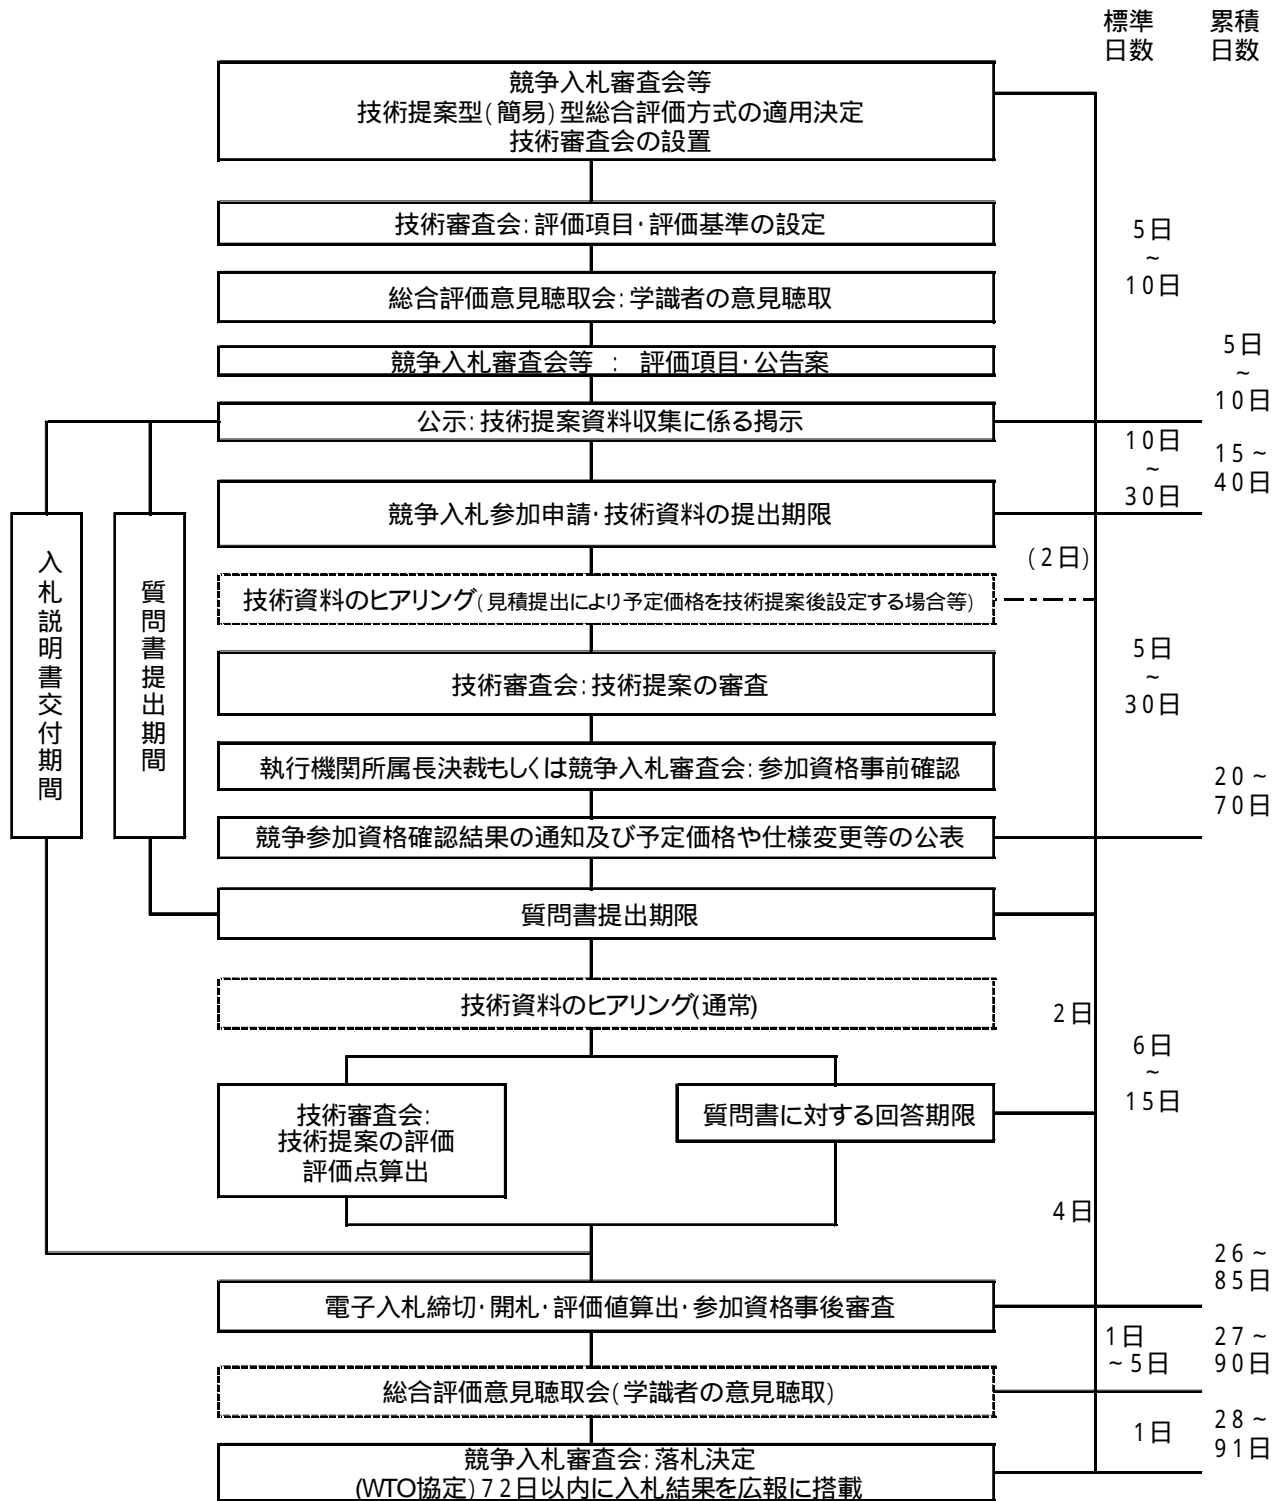 標準
日数
累積
日数
競争入札審査会等
技術提案型(簡易)型総合評価方式の適用決定
技術審査会の設置
技術審査会:評価項目・評価基準の設定
5日
~
10日
総合評価意見聴取会:学識者の意見聴取
競争入札審査会等 : 評価項目・公告案
5日
~
10日
公示:技術提案資料収集に係る掲示
10日
~
30日
15~
40日
競争入札参加申請・技術資料の提出期限
(2日)
入札説明書交付期間
質問書提出期間
技術資料のヒアリング(見積提出により予定価格を技術提案後設定する場合等)
5日
~
30日
技術審査会:技術提案の審査
執行機関所属長決裁もしくは競争入札審査会:参加資格事前確認
20~
70日
競争参加資格確認結果の通知及び予定価格や仕様変更等の公表
質問書提出期限
技術資料のヒアリング(通常)
2日
6日
~
15日
技術審査会:
技術提案の評価
評価点算出
質問書に対する回答期限
4日
26~
85日
電子入札締切・開札・評価値算出・参加資格事後審査
1日
~5日
27~
90日
総合評価意見聴取会(学識者の意見聴取)
1日
28~
91日
競争入札審査会:落札決定
(WTO協定)72日以内に入札結果を広報に搭載